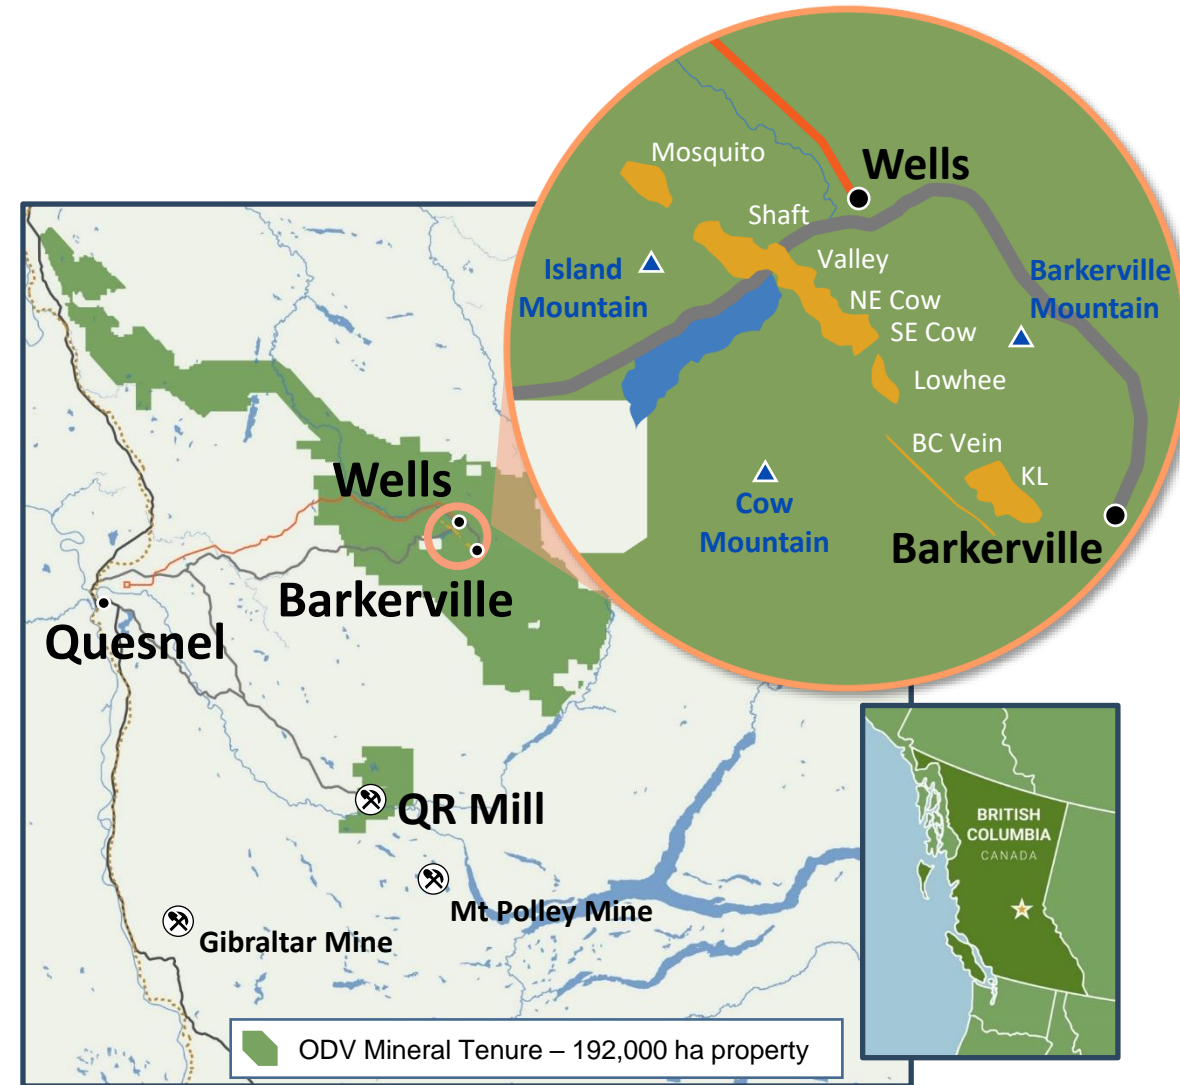 Mosquito
Wells
Shaft
Valley
Island
Mountain
Barkerville
Mountain
NE Cow
SE Cow
Lowhee
BC Vein
KL
Cow
Mountain
Barkerville
Wells
Barkerville
Quesnel
QR Mill
Mt Polley Mine
Gibraltar Mine
BRITISH
COLUMBIA
CANADA
ODV Mineral Tenure – 192,000 ha property